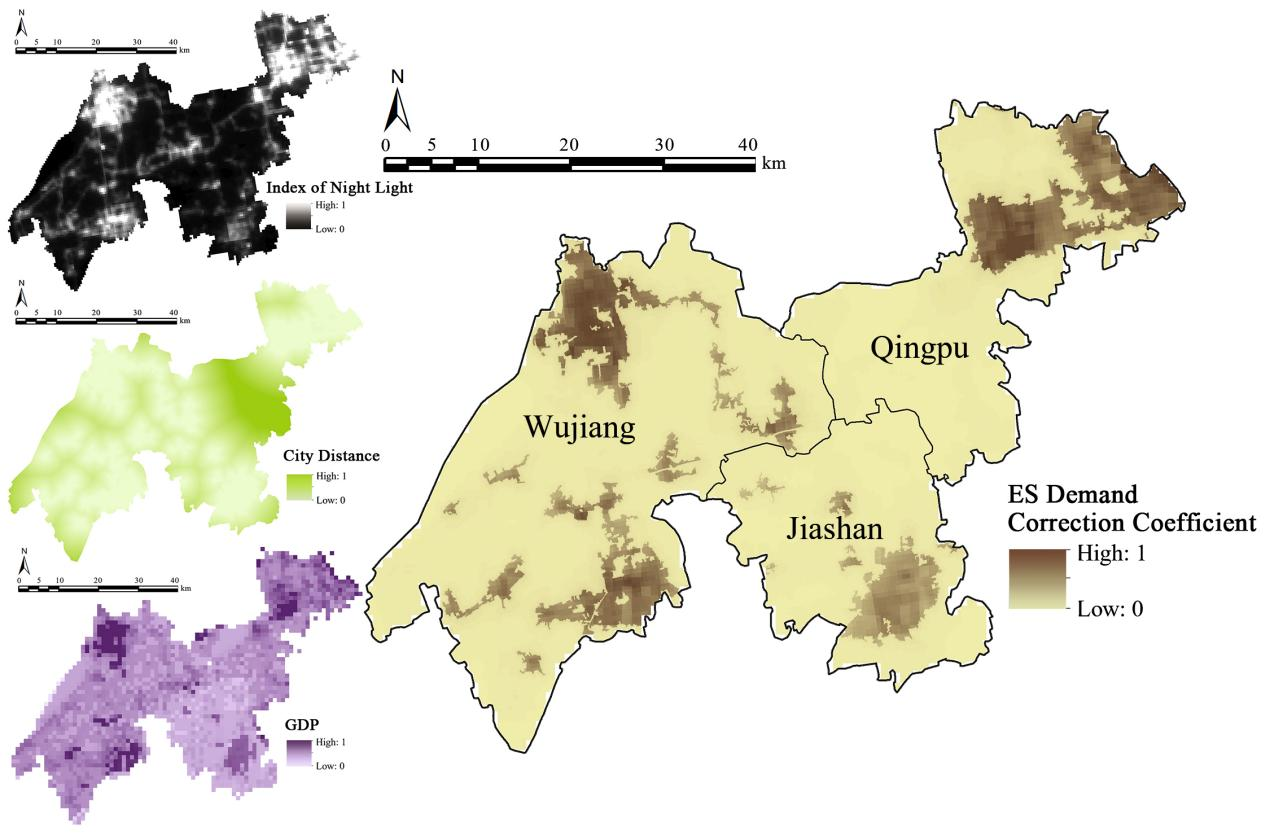 N
0 5 10 20 30 40
km
Index of Night Light
High: 1
Low: 0
N
0 5 10 20 30 40
km
City Distance
High: 1
Low: 0
N
0 5 10 20 30 40
km
GDP
High: 1
Low: 0
N
0 5 10 20 30 40
km
Qingpu
Wujiang
Jiashan
ES Demand
Correction Coefficient
High: 1
Low: 0